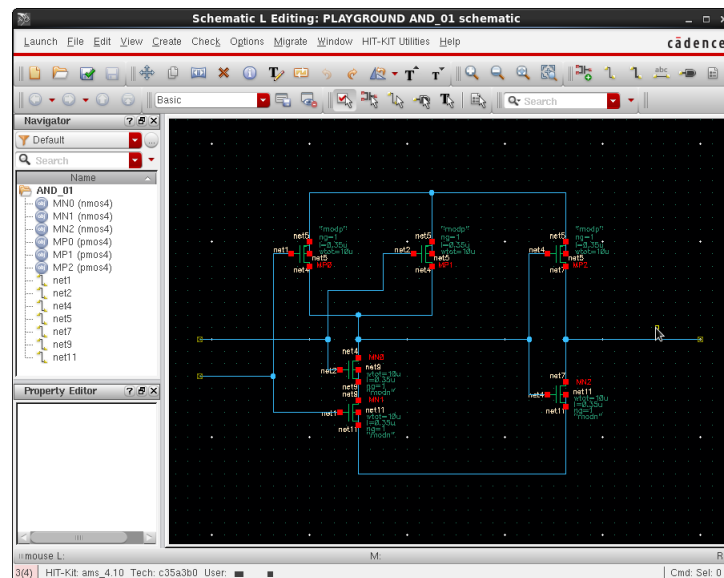 Schematic L Editing: PLAYGROUND AND_01 schematic
Launch File Edit View Create Check Options Migrate Window HIT-KIT Utilities Help
cādence
Basic
Search
Navigator
Default
Search
Name
AND_01
MN0 (nmos4)
MN1 (nmos4)
MN2 (nmos4)
MP0 (pmos4)
MP1 (pmos4)
MP2 (pmos4)
net1
net2
net4
net5
net7
net9
net11
Property Editor
net5
"modp"
ng=1
l=0.35u
wtot=10u
net1
net5
MP0
net4
net5
"modp"
ng=1
l=0.35u
wtot=10u
net2
net5
MP1
net4
net5
"modp"
ng=1
l=0.35u
wtot=10u
net4
net5
MP2
net7
net4
MN0
net9
wtot=10u
l=0.35u
ng=1
"modn"
net2
net9
net9
MN1
net11
wtot=10u
l=0.35u
ng=1
"modn"
net1
net11
net7
MN2
net11
wtot=10u
l=0.35u
ng=1
"modn"
net4
net11
mouse L:
M:
R
3(4) HIT-Kit: ams_4.10 Tech: c35a3b0 User:
Cmd: Sel: 0